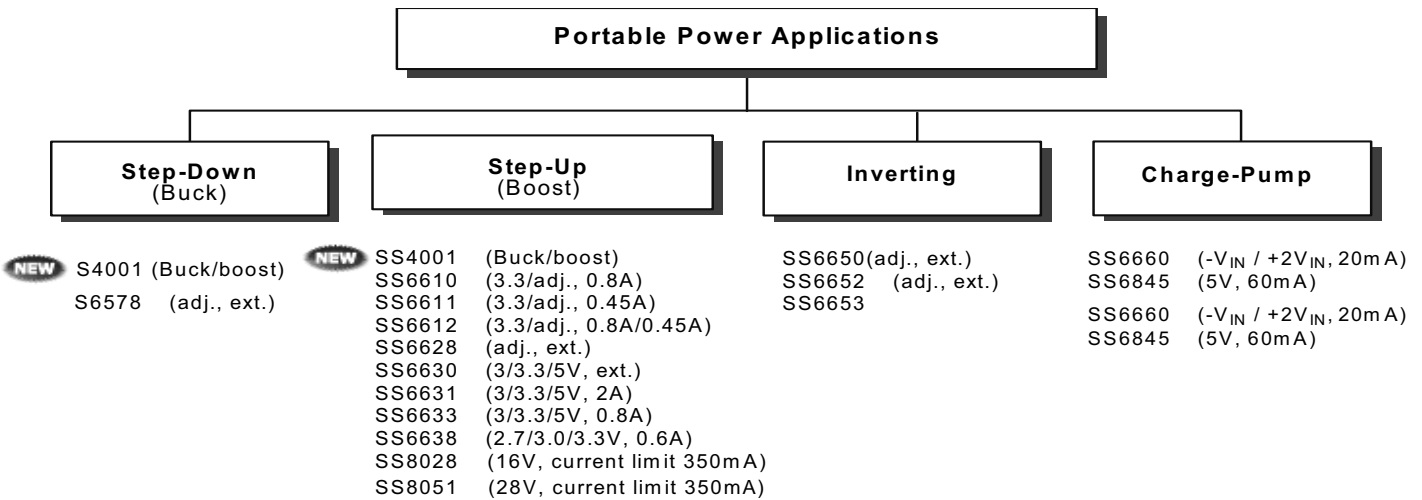 Portable Power Applications
Step-Down
(Buck)
Step-Up
(Boost)
Inverting
Charge-Pump
NEW S4001 (Buck/boost)
S6578 (adj., ext.)
NEW SS4001 (Buck/boost)
SS6610 (3.3/adj., 0.8A)
SS6611 (3.3/adj., 0.45A)
SS6612 (3.3/adj., 0.8A/0.45A)
SS6628 (adj., ext.)
SS6630 (3/3.3/5V, ext.)
SS6631 (3/3.3/5V, 2A)
SS6633 (3/3.3/5V, 0.8A)
SS6638 (2.7/3.0/3.3V, 0.6A)
SS8028 (16V, current limit 350mA)
SS8051 (28V, current limit 350mA)
SS6650(adj., ext.)
SS6652 (adj., ext.)
SS6653
SS6660 (-VIN / +2VIN, 20mA)
SS6845 (5V, 60mA)
SS6660 (-VIN / +2VIN, 20mA)
SS6845 (5V, 60mA)